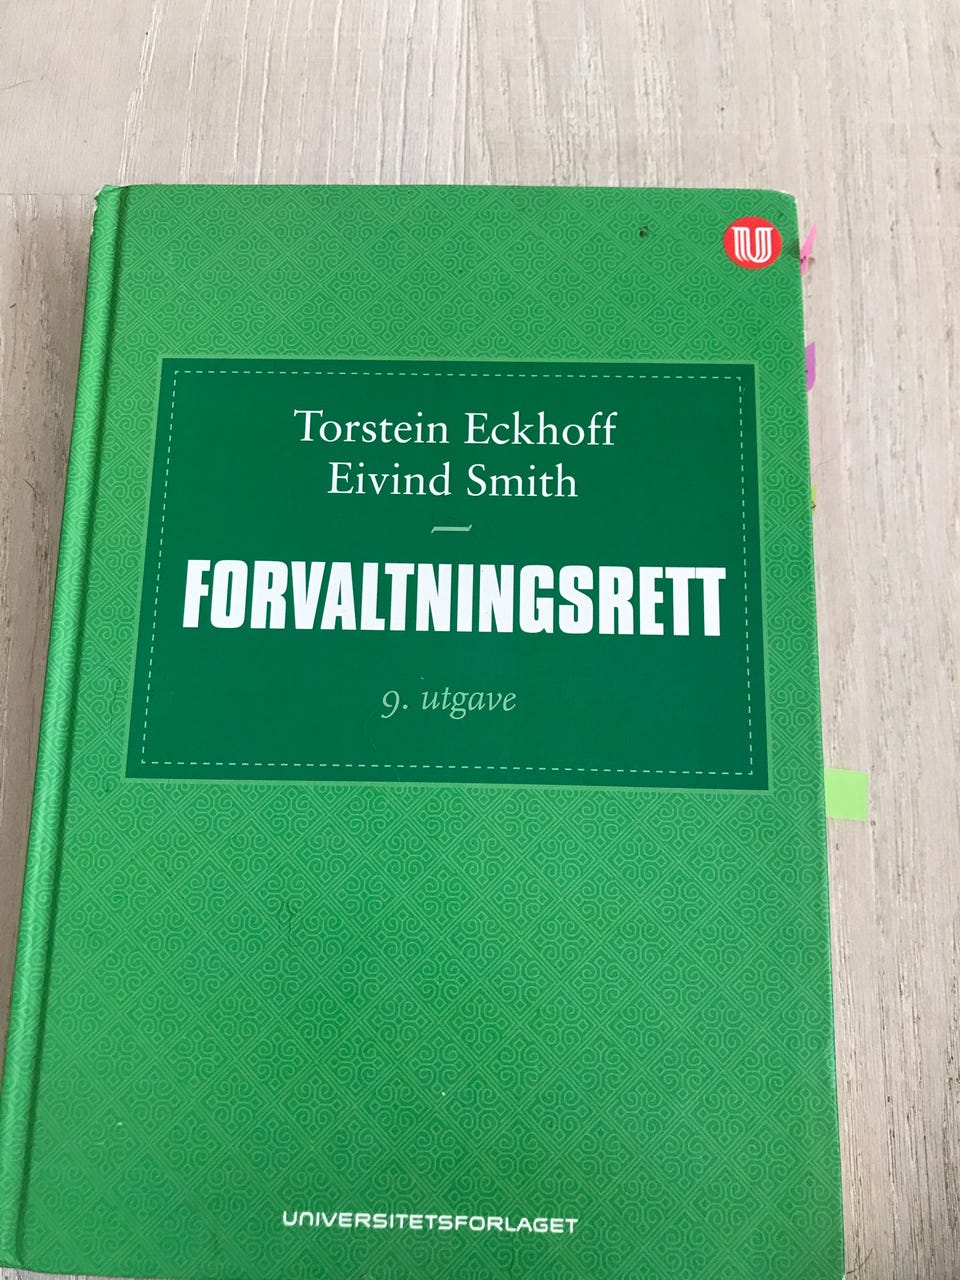 Torstein Eckhoff
Eivind Smith
FORVALTNINGSRETT
9. utgave
UNIVERSITETSFORLAGET